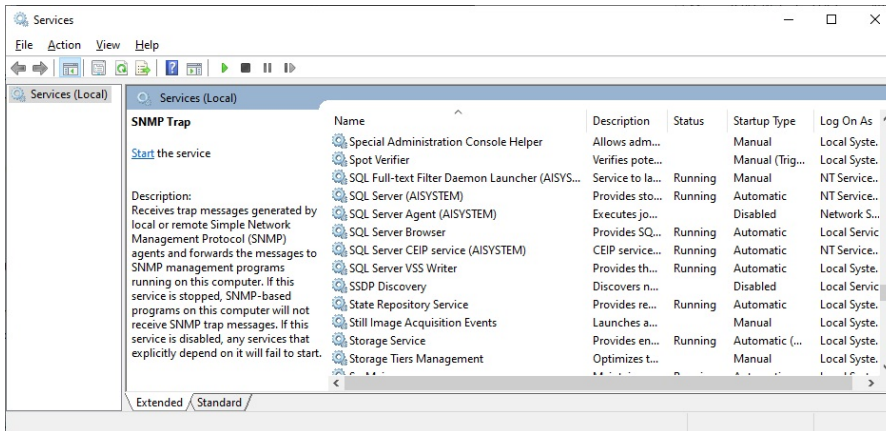 Services
File Action View Help
Services (Local)
Services (Local)
SNMP Trap
Start the service
Description:
Receives trap messages generated by
local or remote Simple Network
Management Protocol (SNMP)
agents and forwards the messages to
SNMP management programs
running on this computer. If this
service is stopped, SNMP-based
programs on this computer will not
receive SNMP trap messages. If this
service is disabled, any services that
explicitly depend on it will fail to start.
Name Description Status Startup Type Log On As
Special Administration Console Helper Allows adm... Manual Local Syste.
Spot Verifier Verifies pote... Manual (Trig... Local Syste.
SQL Full-text Filter Daemon Launcher (AISYS... Service to la... Running Manual NT Service..
SQL Server (AISYSTEM) Provides sto... Running Automatic NT Service..
SQL Server Agent (AISYSTEM) Executes jo... Disabled Network S...
SQL Server Browser Provides SQ... Running Automatic Local Servic
SQL Server CEIP service (AISYSTEM) CEIP service... Running Automatic NT Service..
SQL Server VSS Writer Provides th... Running Automatic Local Syste.
SSDP Discovery Discovers n... Disabled Local Servic
State Repository Service Provides re... Running Automatic Local Syste.
Still Image Acquisition Events Launches a... Manual Local Syste.
Storage Service Provides en... Running Automatic (... Local Syste.
Storage Tiers Management Optimizes t... Manual Local Syste.
Extended Standard